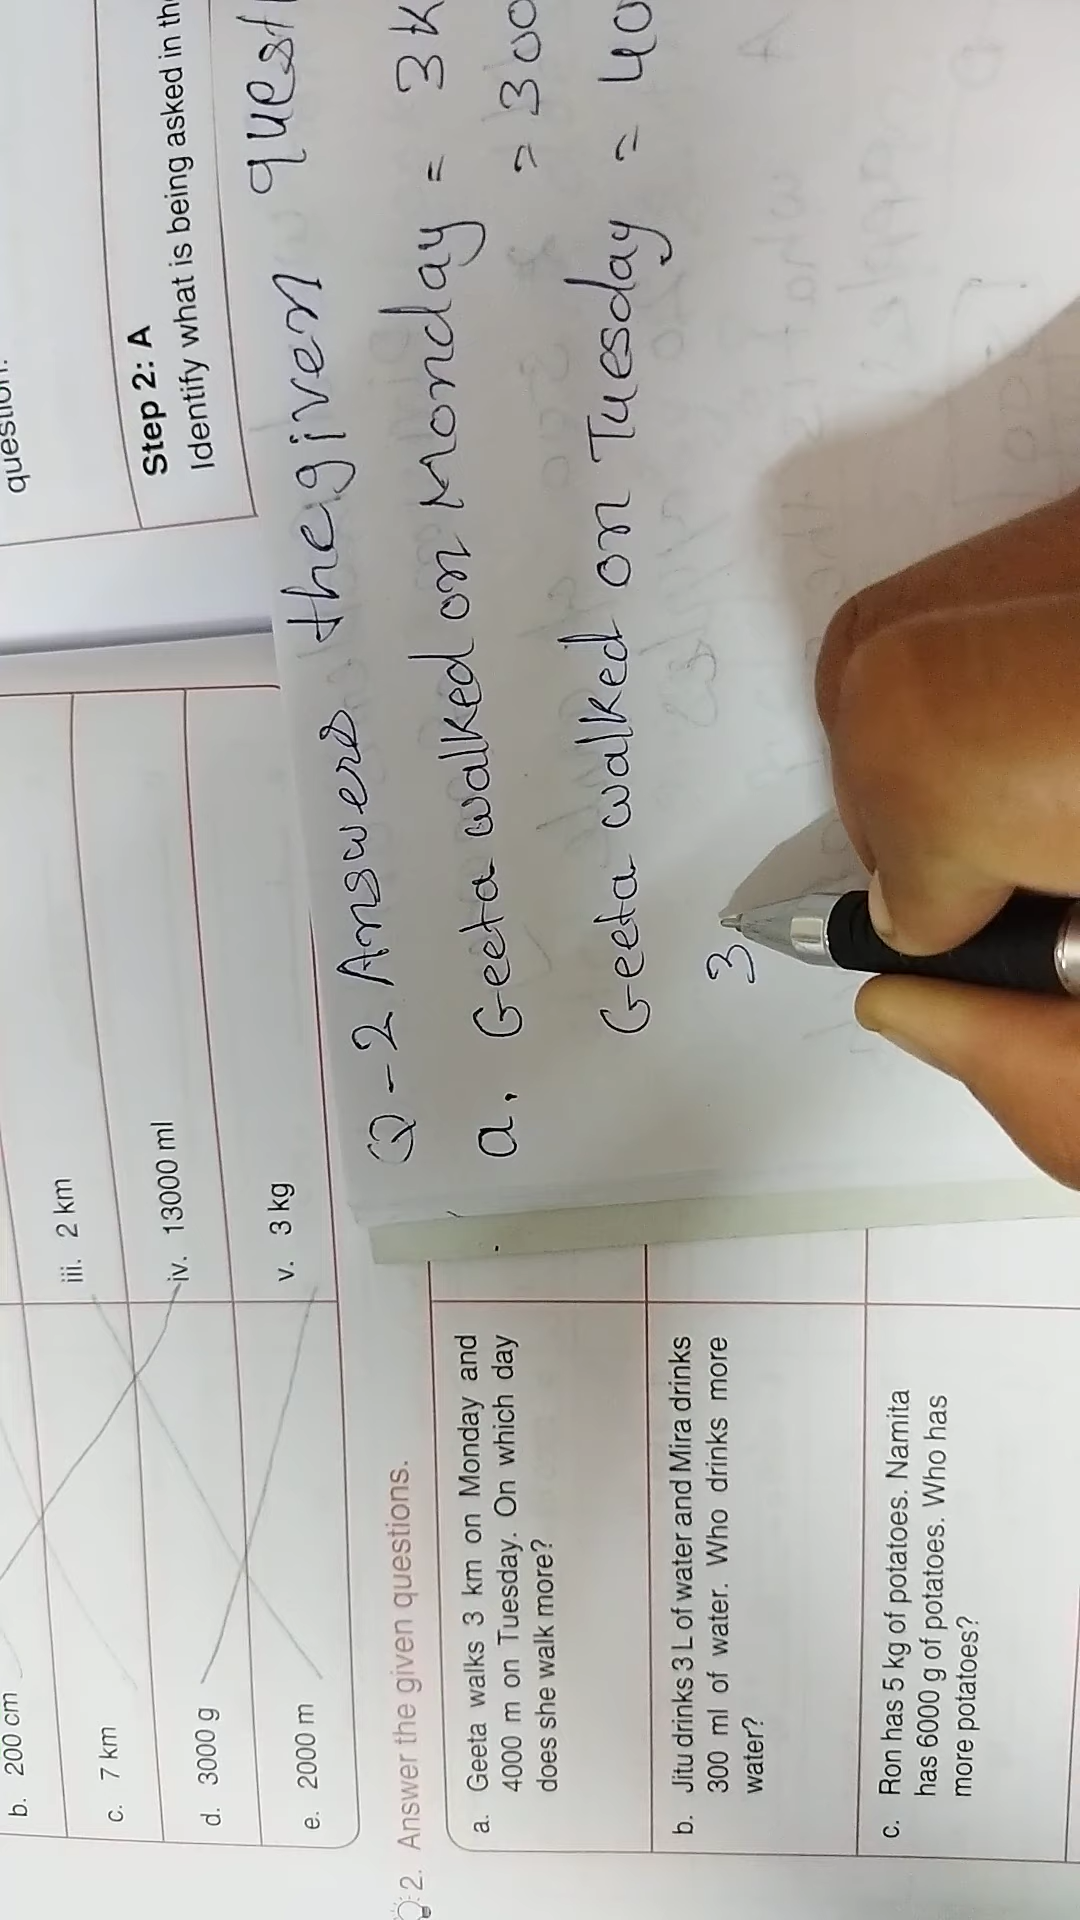 question.
Step 2: A
Identify what is being asked in the
b. 200 cm
c. 7 km
d. 3000 g
e. 2000 m
iii. 2 km
iv. 13000 ml
v. 3 kg
2. Answer the given questions.
a. Geeta walks 3 km on Monday and
4000 m on Tuesday. On which day
does she walk more?
b. Jitu drinks 3 L of water and Mira drinks
300 ml of water. Who drinks more
water?
c. Ron has 5 kg of potatoes. Namita
has 6000 g of potatoes. Who has
more potatoes?
Q-2 Answers the given quest
a. Geeta walked on Monday = 3k
= 300
Geeta walked on Tuesday = 40
3